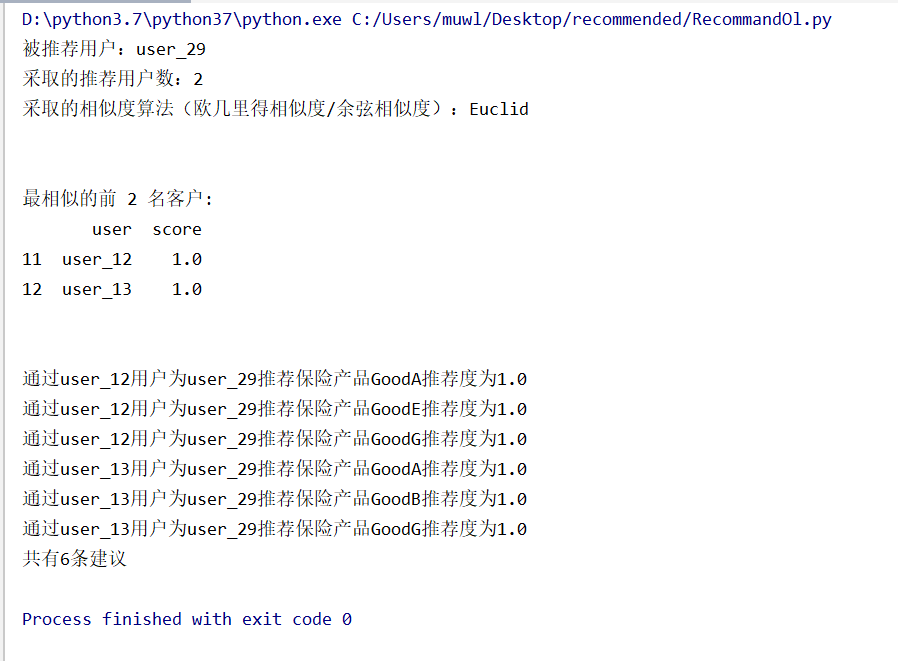 D:\python3.7\python37\python.exe C:/Users/muwl/Desktop/recommended/RecommandOl.py
被推荐用户：user_29
采取的推荐用户数：2
采取的相似度算法（欧几里得相似度/余弦相似度）：Euclid
最相似的前 2 名客户:
user score
11 user_12 1.0
12 user_13 1.0
通过user_12用户为user_29推荐保险产品GoodA推荐度为1.0
通过user_12用户为user_29推荐保险产品GoodE推荐度为1.0
通过user_12用户为user_29推荐保险产品GoodG推荐度为1.0
通过user_13用户为user_29推荐保险产品GoodA推荐度为1.0
通过user_13用户为user_29推荐保险产品GoodB推荐度为1.0
通过user_13用户为user_29推荐保险产品GoodG推荐度为1.0
共有6条建议
Process finished with exit code 0